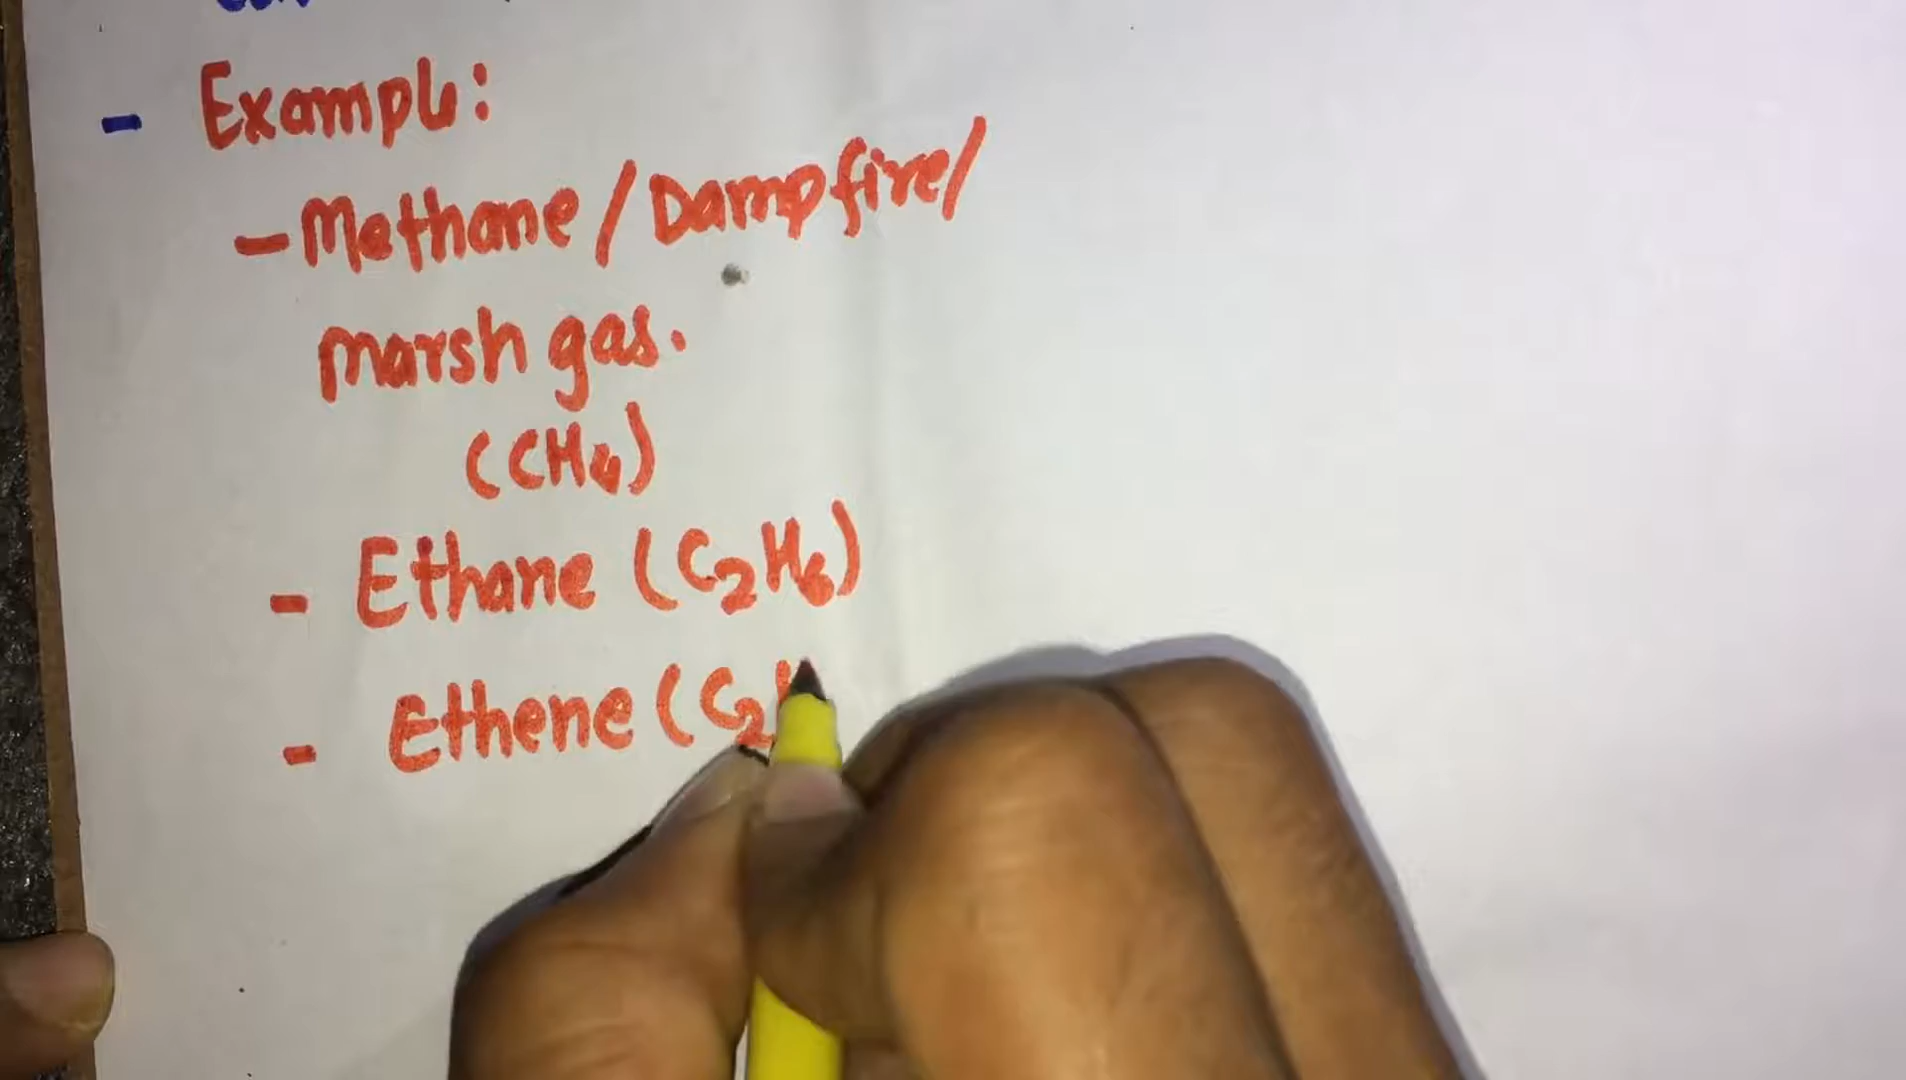 - Example:
- Methane / Dampfire /
marsh gas.
(CH₄)
- Ethane (C₂H₆)
- Ethene (C₂